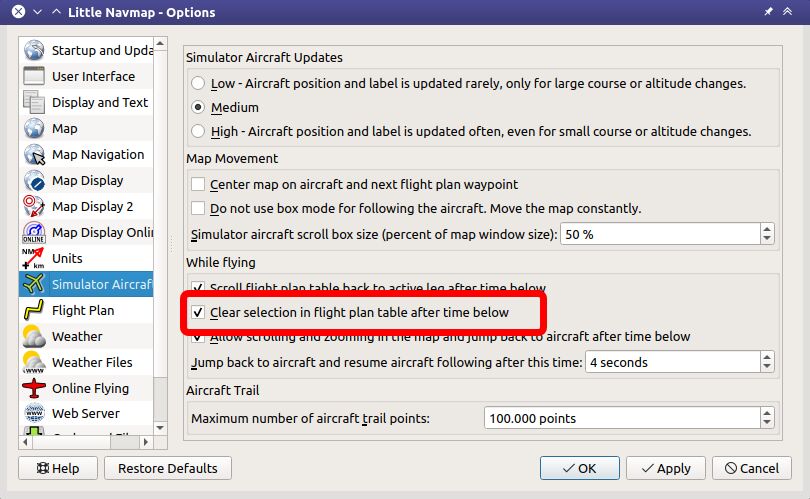 Little Navmap - Options
Startup and Upda
User Interface
Display and Text
Map
Map Navigation
Map Display
Map Display 2
ONLINE
Map Display Onli
NM
km
Units
Simulator Aircraf
Flight Plan
Weather
WWW
Weather Files
Online Flying
WWW
Web Server
Simulator Aircraft Updates
Low - Aircraft position and label is updated rarely, only for large course or altitude changes.
Medium
High - Aircraft position and label is updated often, even for small course or altitude changes.
Map Movement
Center map on aircraft and next flight plan waypoint
Do not use box mode for following the aircraft. Move the map constantly.
Simulator aircraft scroll box size (percent of map window size): 50 %
While flying
Scroll flight plan table back to active leg after time below
Clear selection in flight plan table after time below
Allow scrolling and zooming in the map and jump back to aircraft after time below
Jump back to aircraft and resume aircraft following after this time: 4 seconds
Aircraft Trail
Maximum number of aircraft trail points: 100.000 points
Help
Restore Defaults
OK
Apply
Cancel